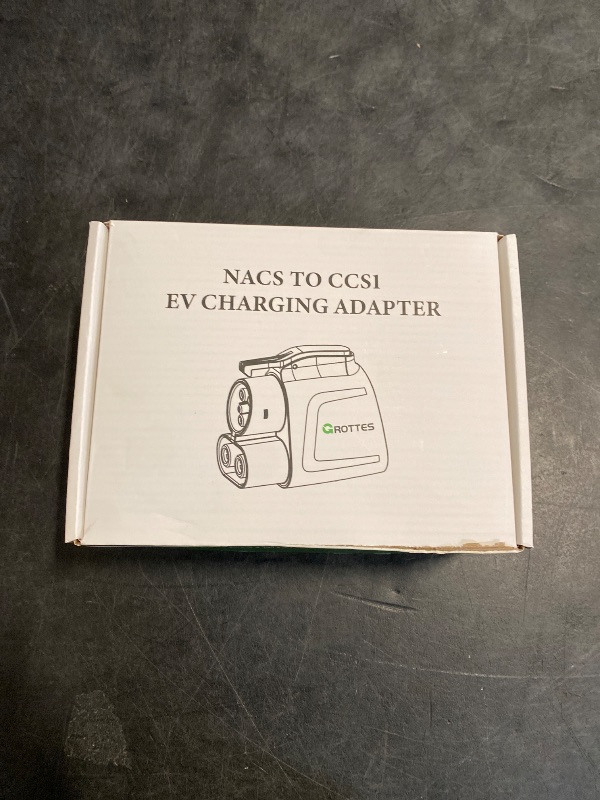 NACS TO CCS1
EV CHARGING ADAPTER
GROTTES